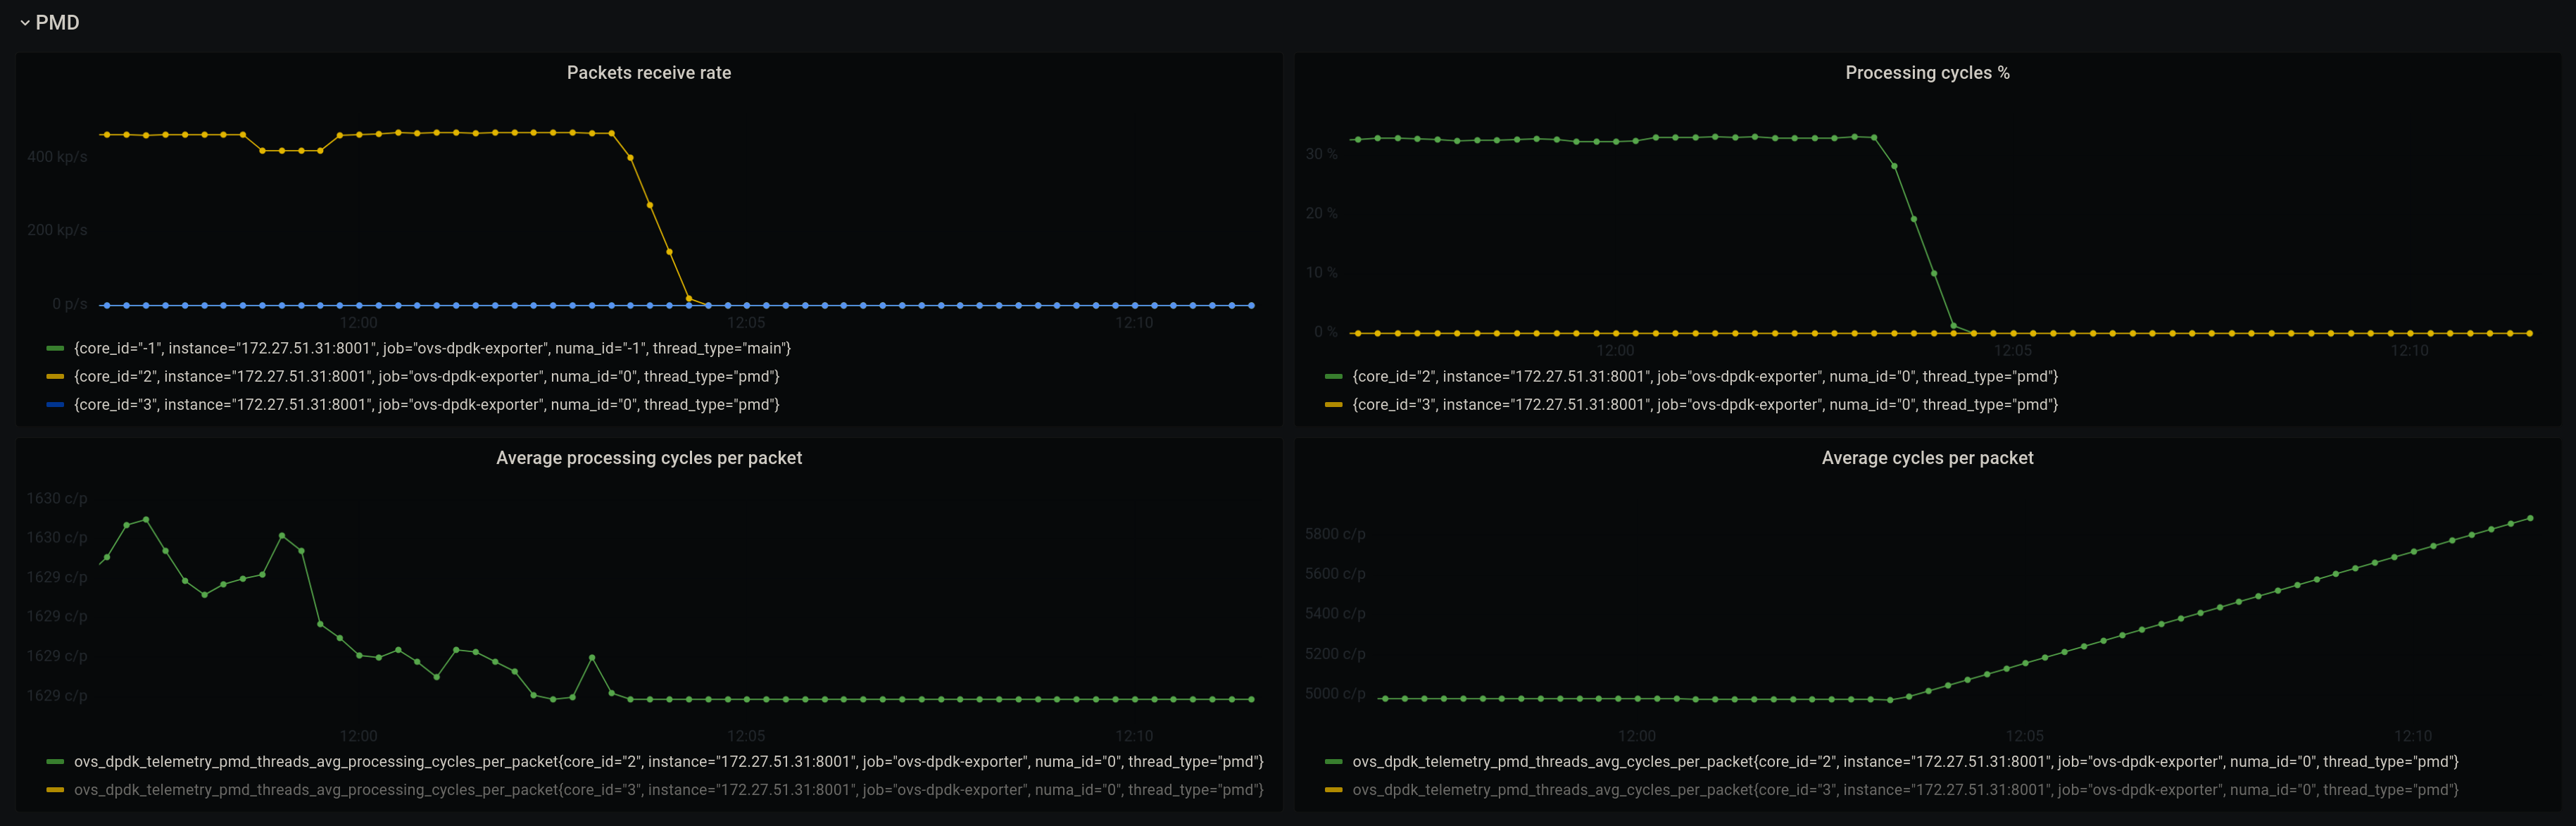 PMD
Packets receive rate
400 kp/s
200 kp/s
0 p/s
12:00 12:05 12:10
{core_id="-1", instance="172.27.51.31:8001", job="ovs-dpdk-exporter", numa_id="-1", thread_type="main"}
{core_id="2", instance="172.27.51.31:8001", job="ovs-dpdk-exporter", numa_id="0", thread_type="pmd"}
{core_id="3", instance="172.27.51.31:8001", job="ovs-dpdk-exporter", numa_id="0", thread_type="pmd"}
Processing cycles %
30 %
20 %
10 %
0 %
12:00 12:05 12:10
{core_id="2", instance="172.27.51.31:8001", job="ovs-dpdk-exporter", numa_id="0", thread_type="pmd"}
{core_id="3", instance="172.27.51.31:8001", job="ovs-dpdk-exporter", numa_id="0", thread_type="pmd"}
Average processing cycles per packet
1630 c/p
1630 c/p
1629 c/p
1629 c/p
1629 c/p
1629 c/p
12:00 12:05 12:10
ovs_dpdk_telemetry_pmd_threads_avg_processing_cycles_per_packet{core_id="2", instance="172.27.51.31:8001", job="ovs-dpdk-exporter", numa_id="0", thread_type="pmd"}
ovs_dpdk_telemetry_pmd_threads_avg_processing_cycles_per_packet{core_id="3", instance="172.27.51.31:8001", job="ovs-dpdk-exporter", numa_id="0", thread_type="pmd"}
Average cycles per packet
5800 c/p
5600 c/p
5400 c/p
5200 c/p
5000 c/p
12:00 12:05 12:10
ovs_dpdk_telemetry_pmd_threads_avg_cycles_per_packet{core_id="2", instance="172.27.51.31:8001", job="ovs-dpdk-exporter", numa_id="0", thread_type="pmd"}
ovs_dpdk_telemetry_pmd_threads_avg_cycles_per_packet{core_id="3", instance="172.27.51.31:8001", job="ovs-dpdk-exporter", numa_id="0", thread_type="pmd"}